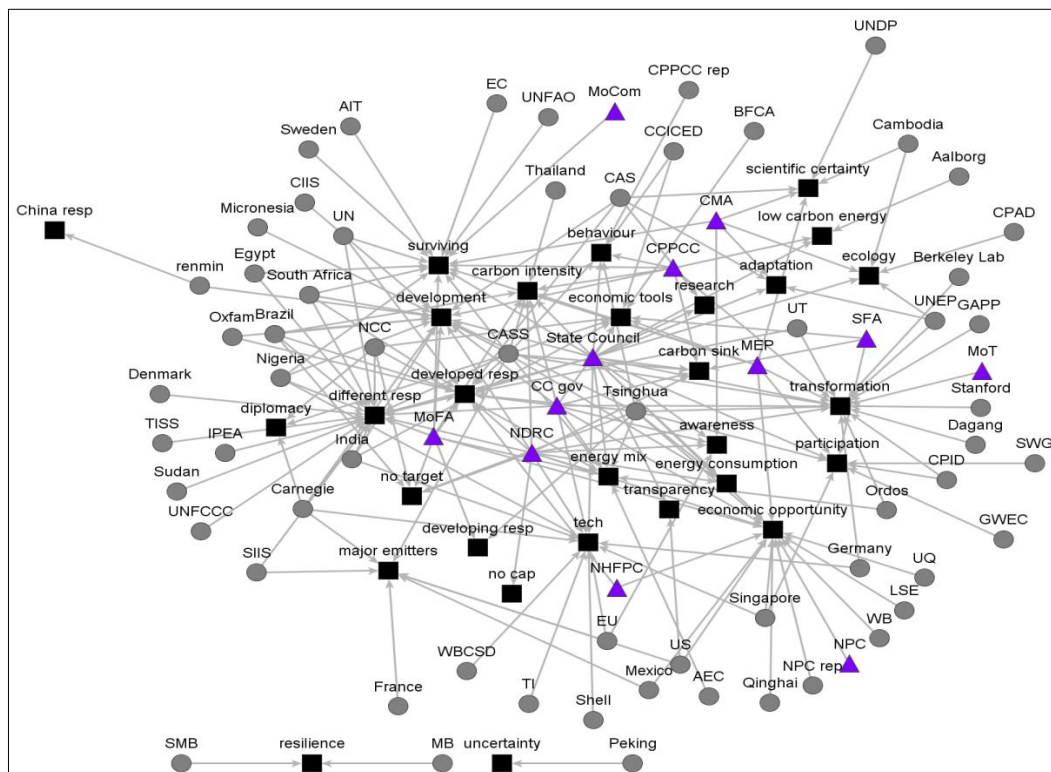 UNDP
EC
UNFAO
MoCom
CPPCC rep
AIT
BFCA
Sweden
CCICED
Cambodia
Thailand
CAS
scientific certainty
Aalborg
CIIS
China resp
Micronesia
UN
CMA
low carbon energy
CPAD
surviving
behaviour
CPPCC
Egypt
renmin
South Africa
carbon intensity
research
adaptation
ecology
Berkeley Lab
development
economic tools
UNEP
GAPP
Oxfam
Brazil
NCC
CASS
State Council
UT
SFA
MEP
carbon sink
MoT
Nigeria
Denmark
developed resp
CC gov
Tsinghua
transformation
Stanford
diplomacy
different resp
TISS
IPEA
MoFA
NDRC
awareness
Dagang
participation
SWG
India
energy mix
energy consumption
CPID
Sudan
no target
Carnegie
transparency
Ordos
economic opportunity
UNFCCC
developing resp
tech
GWEC
SIIS
major emitters
Germany
no cap
NHFPC
UQ
Singapore
LSE
EU
WB
WBCSD
US
NPC
Mexico
NPC rep
France
TI
Shell
AEC
Qinghai
SMB
resilience
MB
uncertainty
Peking